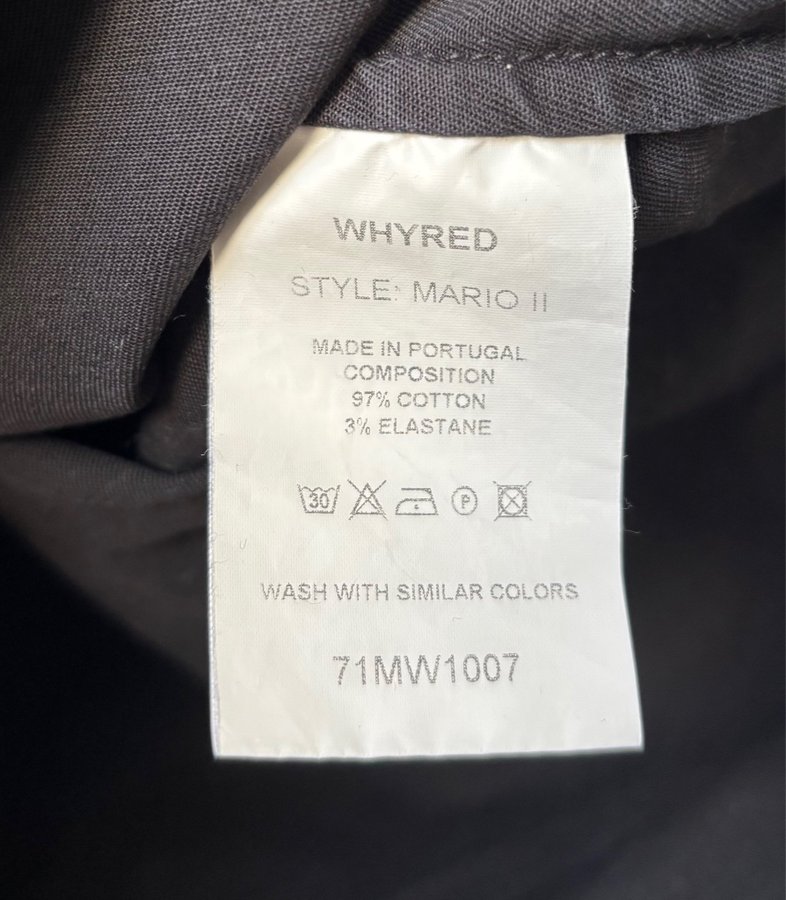 WHYRED
STYLE: MARIO II
MADE IN PORTUGAL
COMPOSITION
97% COTTON
3% ELASTANE
30 P
WASH WITH SIMILAR COLORS
71MW1007